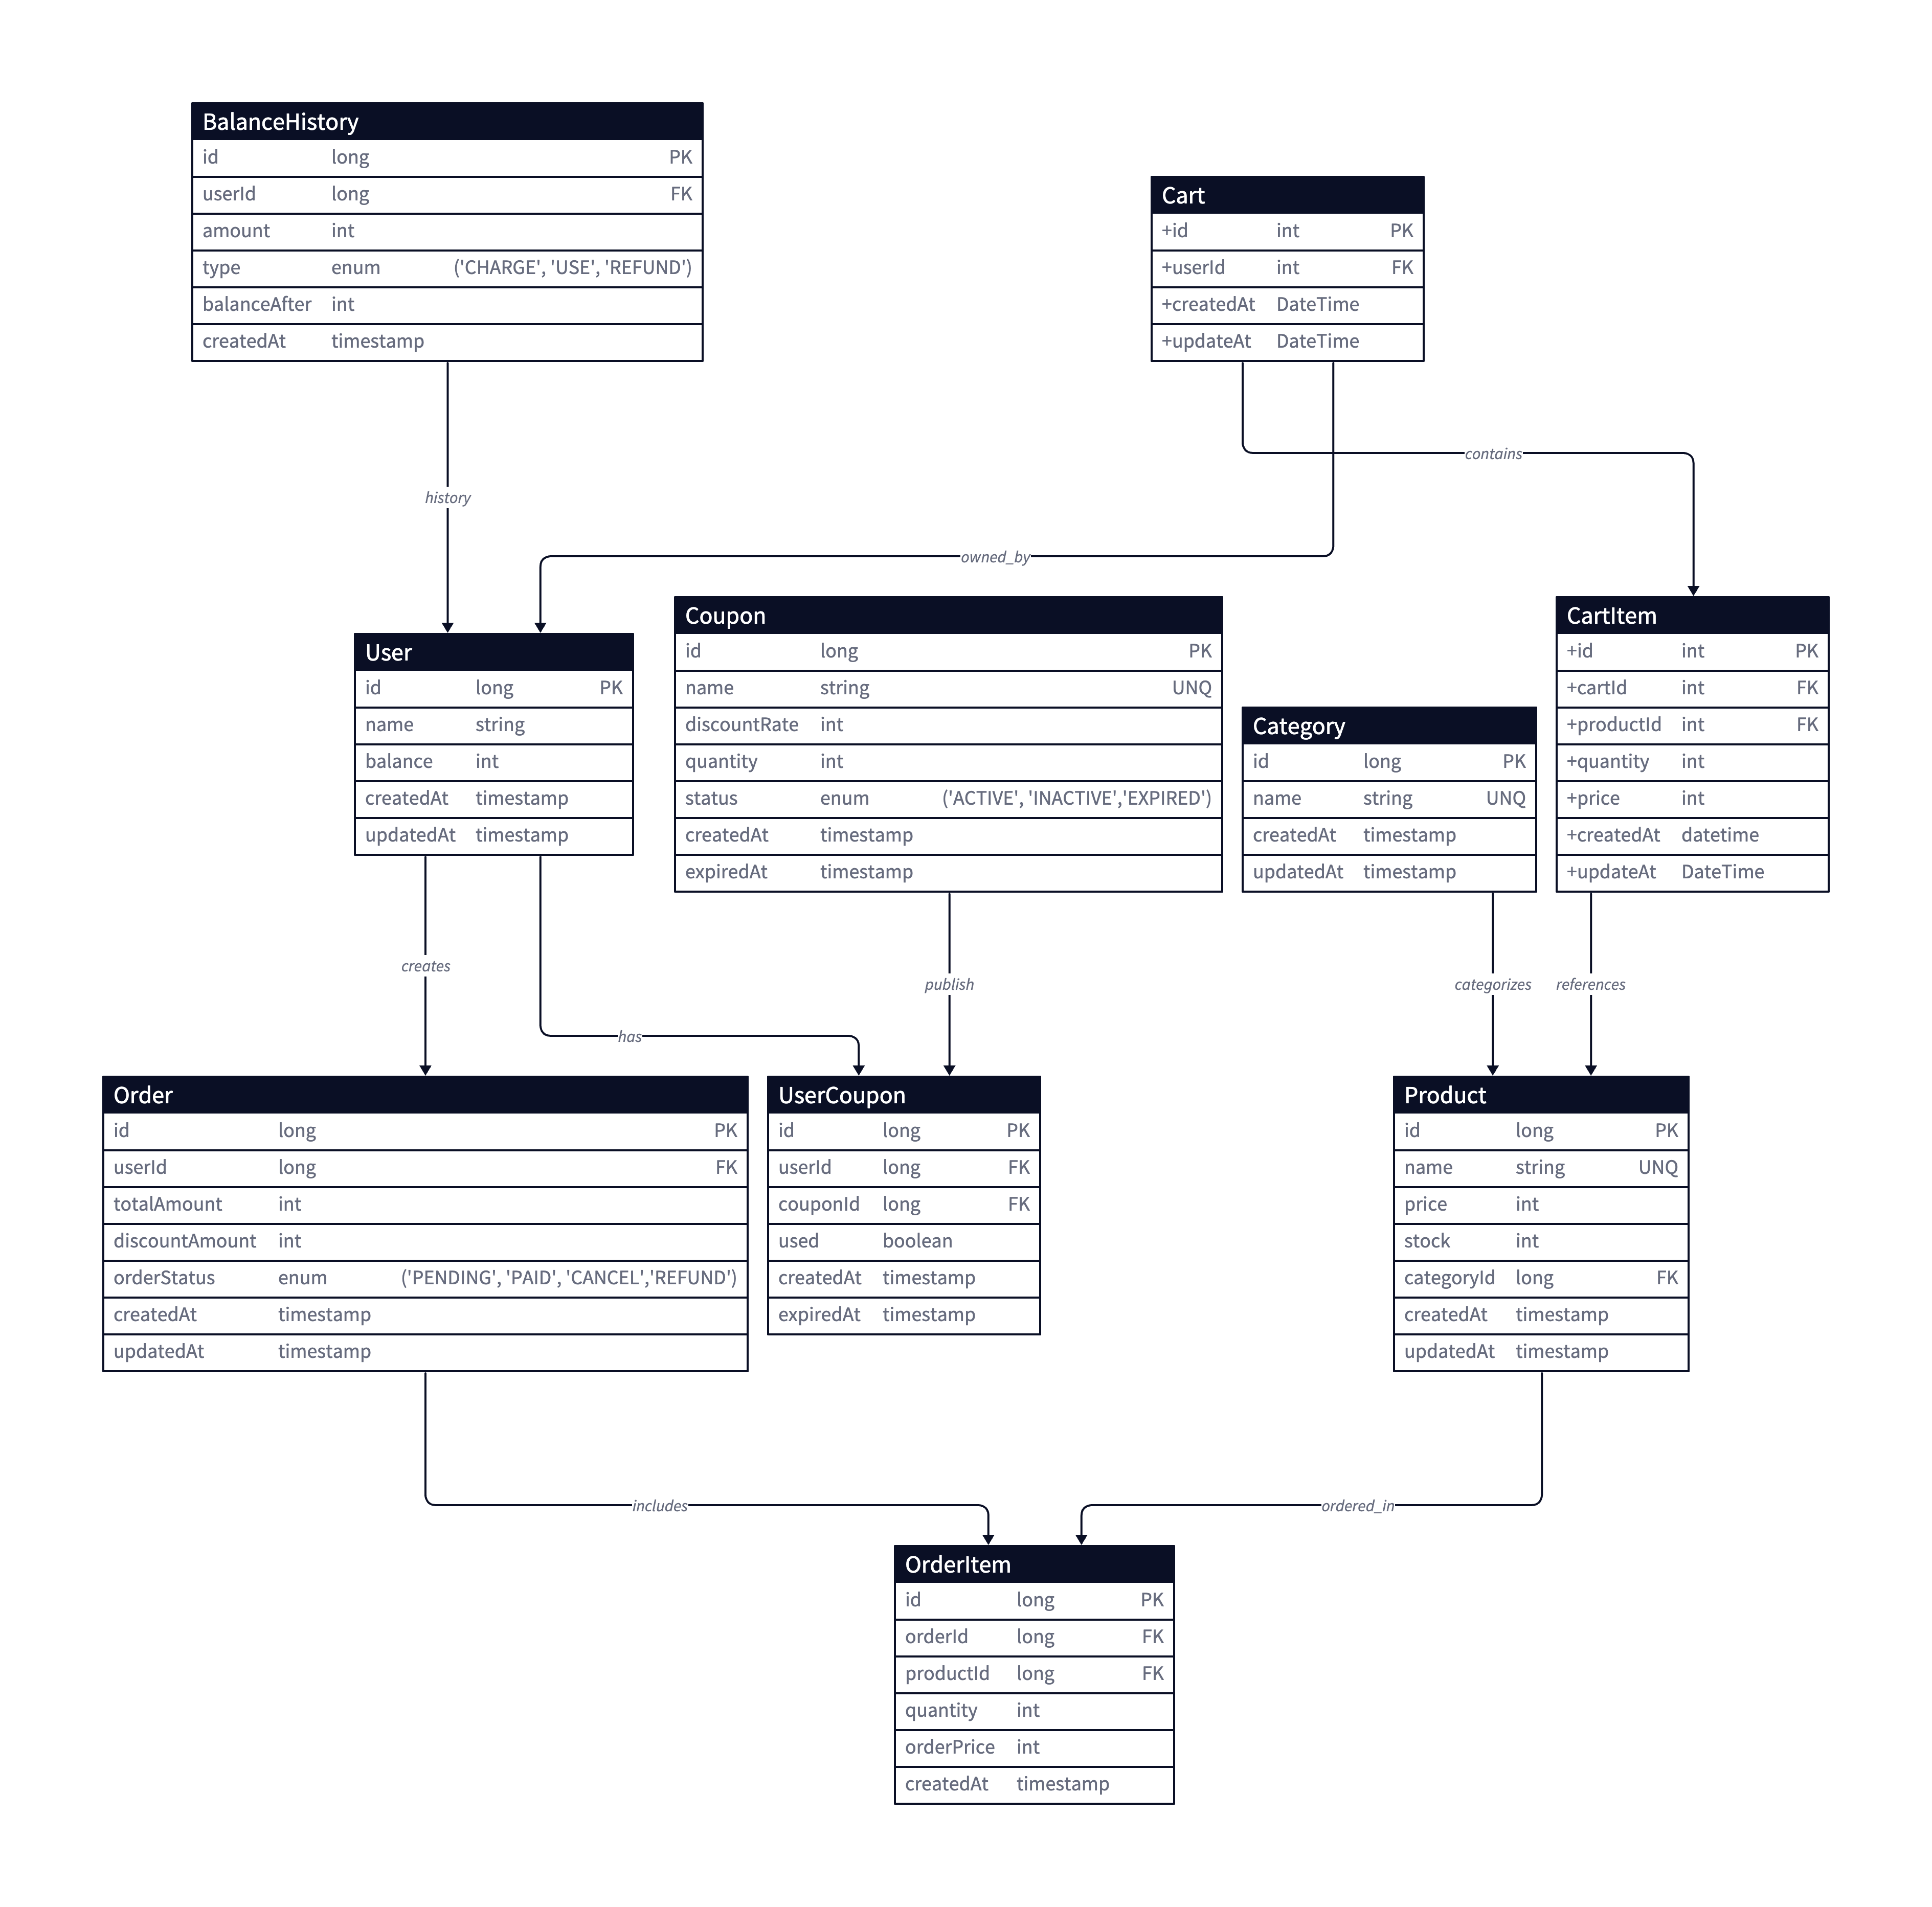 BalanceHistory
id long PK
userId long FK
amount int
type enum ('CHARGE', 'USE', 'REFUND')
balanceAfter int
createdAt timestamp
Cart
+id int PK
+userId int FK
+createdAt DateTime
+updateAt DateTime
contains
history
owned_by
User
id long PK
name string
balance int
createdAt timestamp
updatedAt timestamp
Coupon
id long PK
name string UNQ
discountRate int
quantity int
status enum ('ACTIVE', 'INACTIVE','EXPIRED')
createdAt timestamp
expiredAt timestamp
Category
id long PK
name string UNQ
createdAt timestamp
updatedAt timestamp
CartItem
+id int PK
+cartId int FK
+productId int FK
+quantity int
+price int
+createdAt datetime
+updateAt DateTime
creates
publish
categorizes
references
has
Order
id long PK
userId long FK
totalAmount int
discountAmount int
orderStatus enum ('PENDING', 'PAID', 'CANCEL','REFUND')
createdAt timestamp
updatedAt timestamp
UserCoupon
id long PK
userId long FK
couponId long FK
used boolean
createdAt timestamp
expiredAt timestamp
Product
id long PK
name string UNQ
price int
stock int
categoryId long FK
createdAt timestamp
updatedAt timestamp
includes
ordered_in
OrderItem
id long PK
orderId long FK
productId long FK
quantity int
orderPrice int
createdAt timestamp